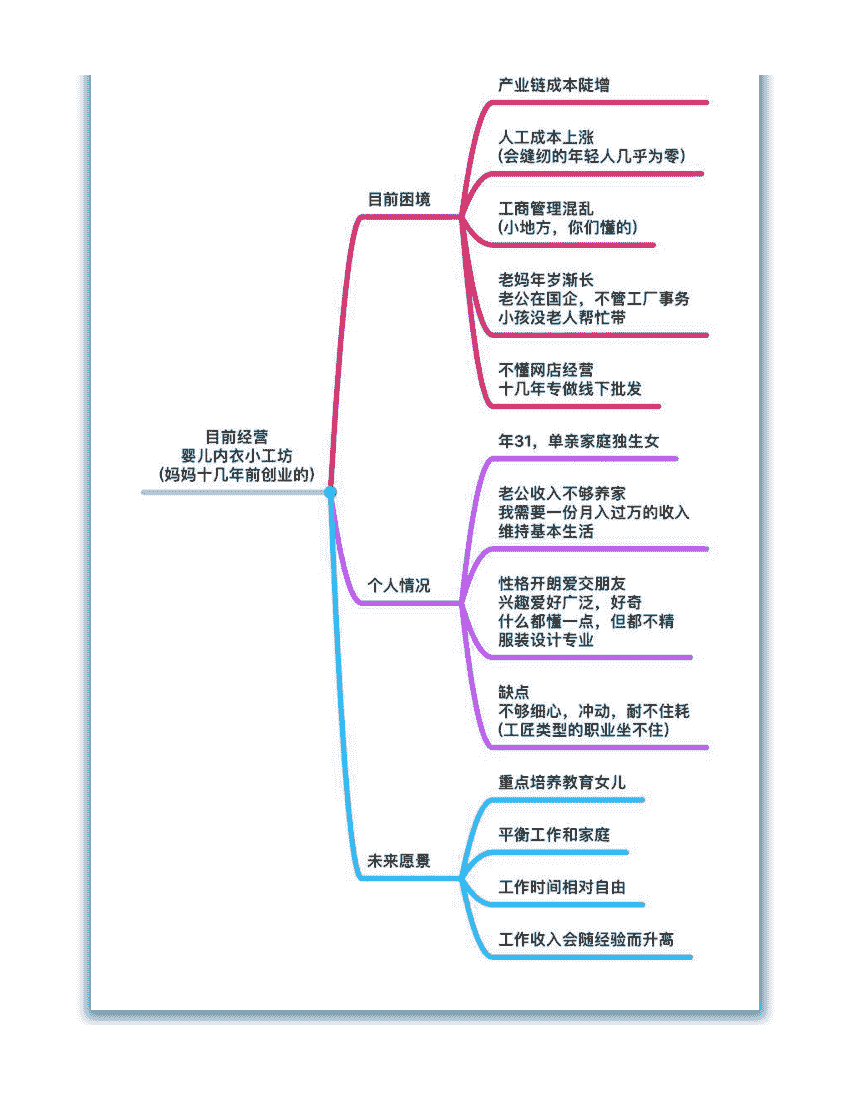 产业链成本陡增
人工成本上涨
(会缝纫的年轻人几乎为零)
目前困境
工商管理混乱
(小地方，你们懂的)
老妈年岁渐长
老公在国企，不管工厂事务
小孩没老人帮忙带
不懂网店经营
十几年专做线下批发
目前经营
婴儿内衣小工坊
(妈妈十几年前创业的)
年31，单亲家庭独生女
老公收入不够养家
我需要一份月入过万的收入
维持基本生活
个人情况
性格开朗爱交朋友
兴趣爱好广泛，好奇
什么都懂一点，但都不精
服装设计专业
缺点
不够细心，冲动，耐不住耗
(工匠类型的职业坐不住)
重点培养教育女儿
平衡工作和家庭
未来愿景
工作时间相对自由
工作收入会随经验而升高